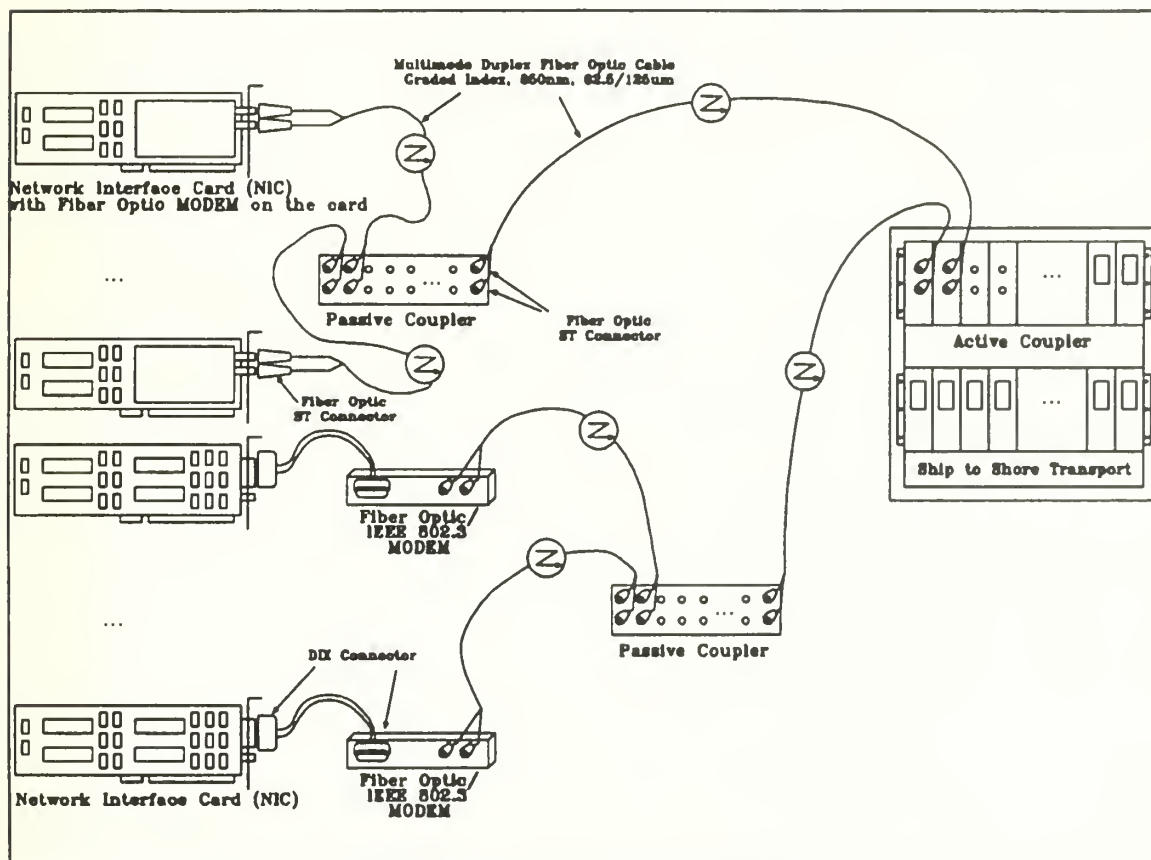 Multimode Duplex Fiber Optic Cable
Graded Index, 850nm, 62.5/125um
Network Interface Card (NIC)
with Fibar Optic MODEM on the card
...
...
Passive Coupler
Fiber Optic
ST Connector
...
Active Coupler
Fiber Optic
ST Connector
...
Ship to Shore Transport
Fiber Optic/
IEEE 802.3
MODEM
...
...
Passive Coupler
DIX Connector
Fiber Optic/
IEEE 802.3
MODEM
Network Interface Card (NIC)